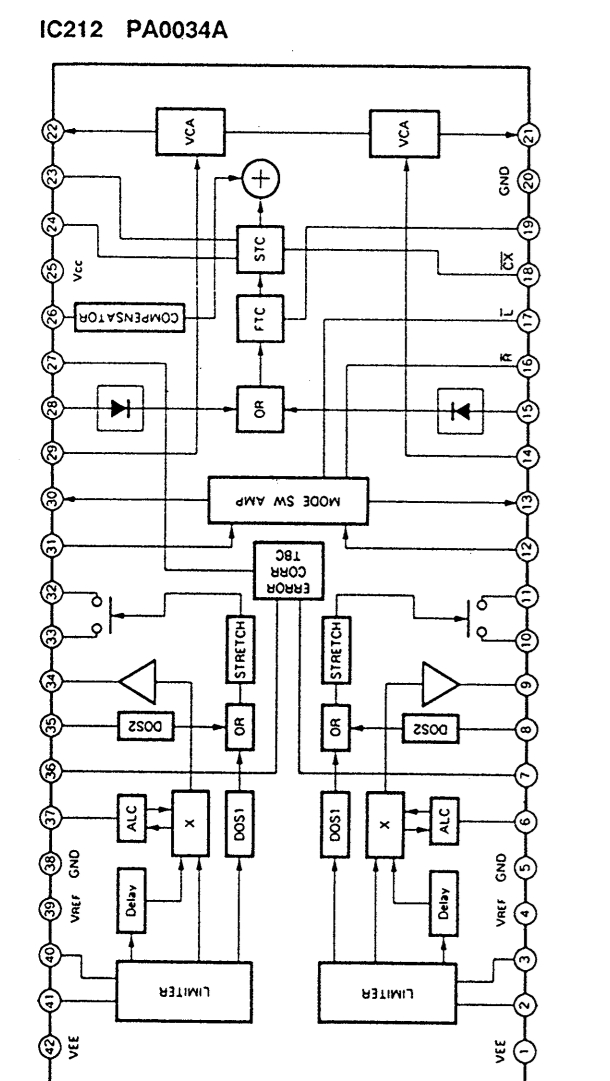 IC212 PA0034A
22
VCA
VCA
21
23
+
GND
20
24
STC
19
25
Vcc
CX
18
26
COMPENSATOR
FTC
L
17
27
R
16
28
OR
15
29
14
30
MODE SW AMP
13
31
12
ERROR
CORR
TBC
32
11
33
STRETCH
STRETCH
10
34
9
35
DOS2
OR
OR
DOS2
8
36
7
37
ALC
X
DOS1
DOS1
X
ALC
6
38
GND
GND
5
39
VREF
Delay
Delay
VREF
4
40
3
41
LIMITER
LIMITER
2
42
VEE
VEE
1